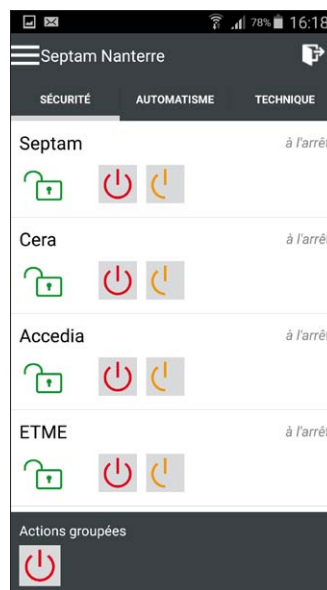 78% 16:18
Septam Nanterre
SÉCURITÉ AUTOMATISME TECHNIQUE
Septam à l'arrêt
Cera à l'arrêt
Accedia à l'arrêt
ETME à l'arrêt
Actions groupées